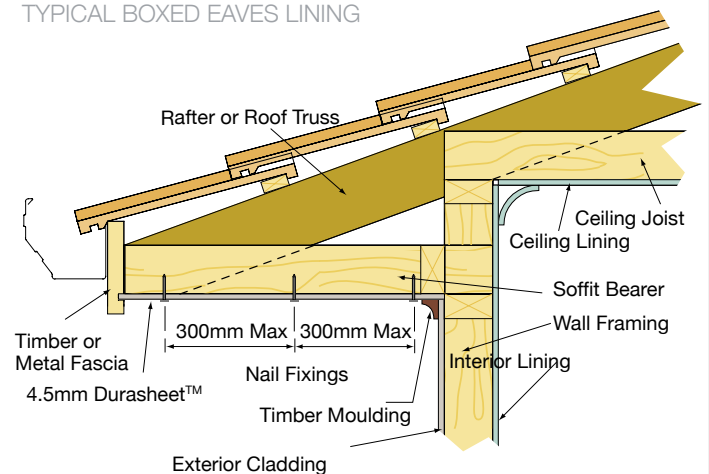 TYPICAL BOXED EAVES LINING
Rafter or Roof Truss
Ceiling Joist
Ceiling Lining
Soffit Bearer
300mm Max
300mm Max
Wall Framing
Timber or
Metal Fascia
Interior Lining
Nail Fixings
4.5mm Durasheet™
Timber Moulding
Exterior Cladding